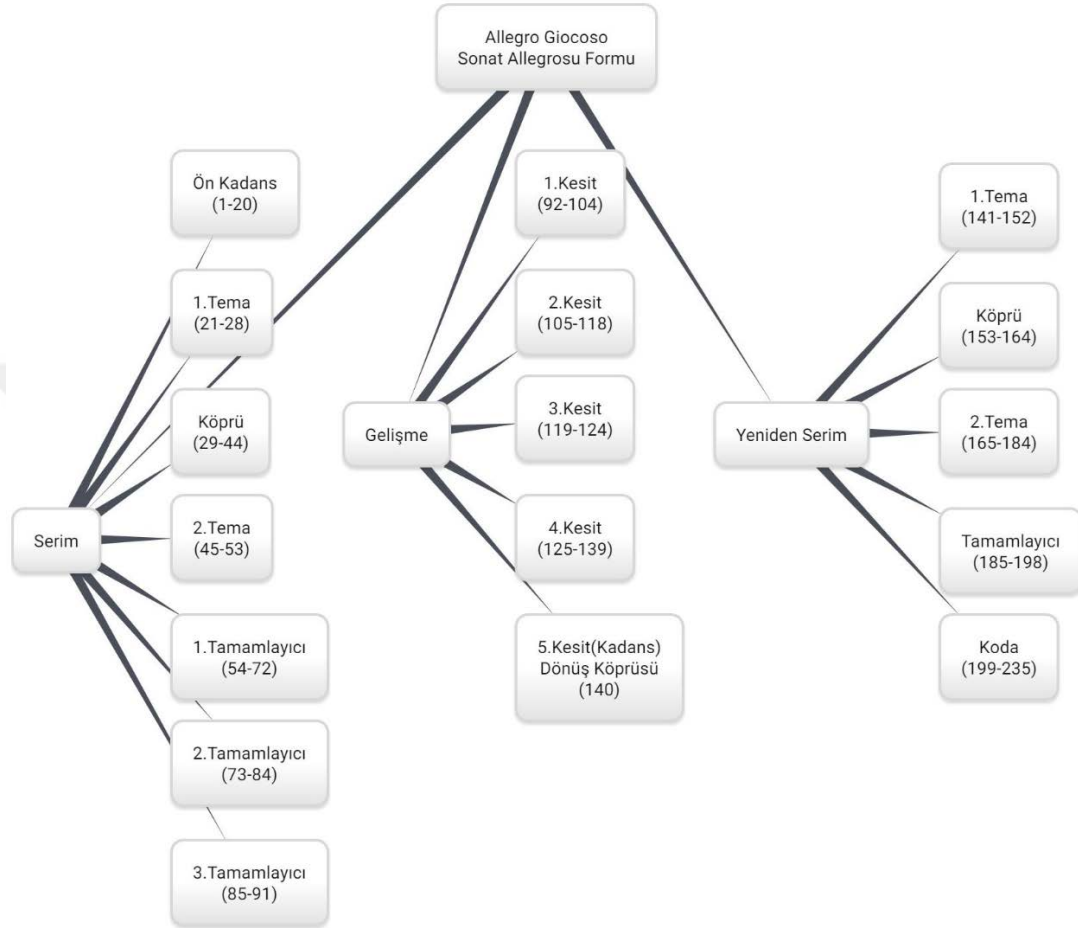 Allegro Giocoso
Sonat Allegrosu Formu
Serim
Ön Kadans
(1-20)
1.Tema
(21-28)
Köprü
(29-44)
2.Tema
(45-53)
1.Tamamlayıcı
(54-72)
2.Tamamlayıcı
(73-84)
3.Tamamlayıcı
(85-91)
Gelişme
1.Kesit
(92-104)
2.Kesit
(105-118)
3.Kesit
(119-124)
4.Kesit
(125-139)
5.Kesit(Kadans)
Dönüş Köprüsü
(140)
Yeniden Serim
1.Tema
(141-152)
Köprü
(153-164)
2.Tema
(165-184)
Tamamlayıcı
(185-198)
Koda
(199-235)